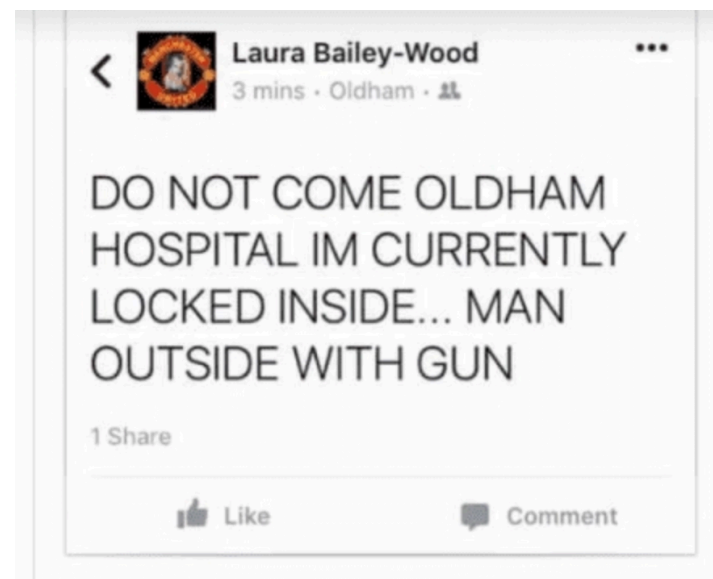 Laura Bailey-Wood
3 mins · Oldham ·
DO NOT COME OLDHAM
HOSPITAL IM CURRENTLY
LOCKED INSIDE... MAN
OUTSIDE WITH GUN
1 Share
Like Comment